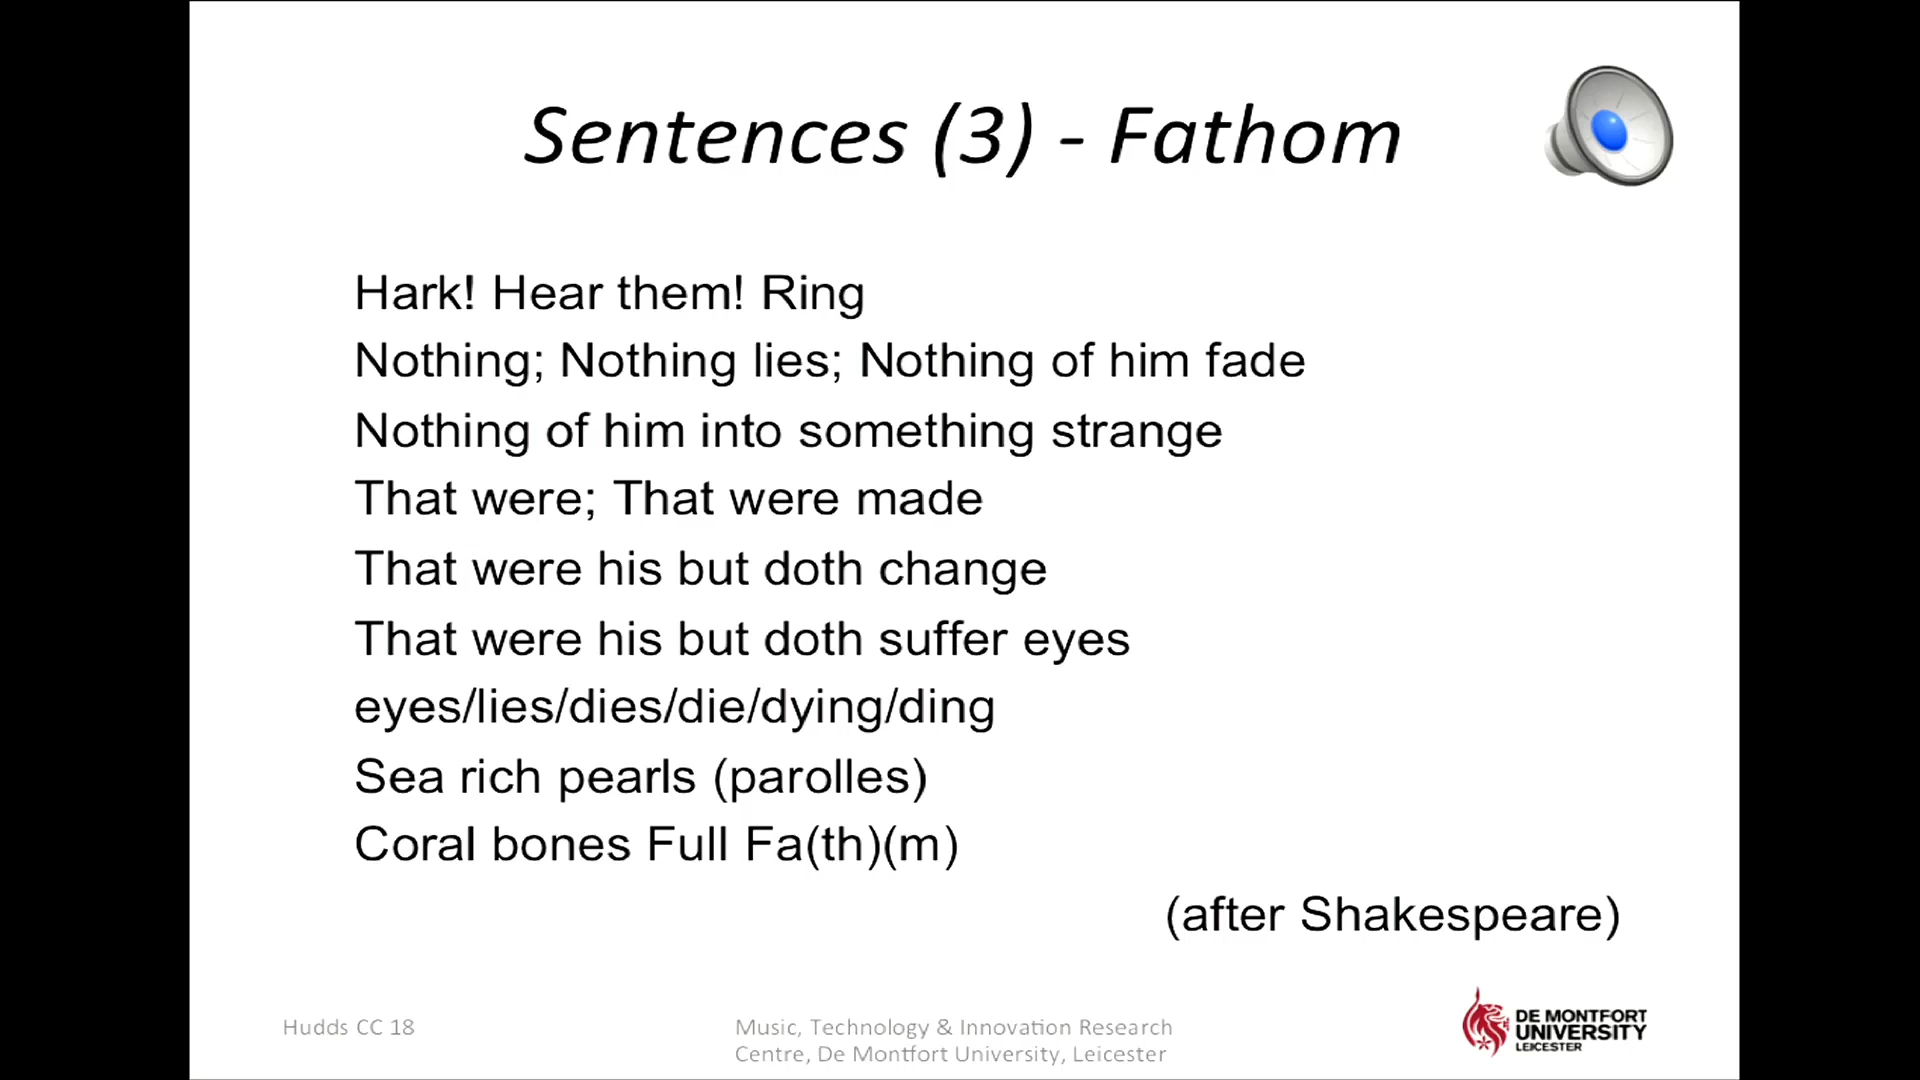 Sentences (3) - Fathom
Hark! Hear them! Ring
Nothing; Nothing lies; Nothing of him fade
Nothing of him into something strange
That were; That were made
That were his but doth change
That were his but doth suffer eyes
eyes/lies/dies/die/dying/ding
Sea rich pearls (parolles)
Coral bones Full Fa(th)(m)
(after Shakespeare)
Hudds CC 18
Music, Technology & Innovation Research
Centre, De Montfort University, Leicester
DE MONTFORT
UNIVERSITY
LEICESTER